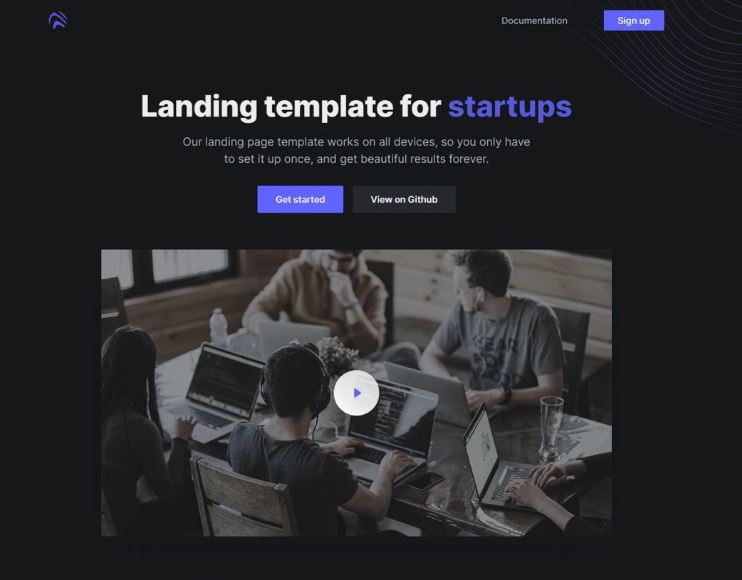 Documentation
Sign up
Landing template for startups
Our landing page template works on all devices, so you only have
to set it up once, and get beautiful results forever.
Get started
View on Github